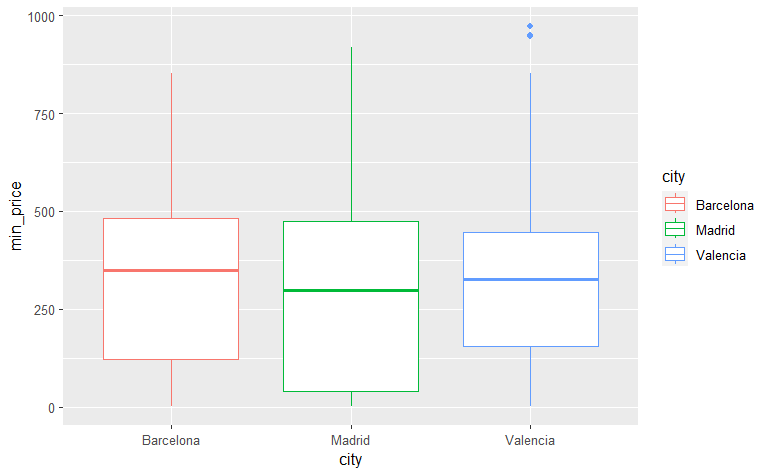 1000
750
500
250
0
min_price
Barcelona
Madrid
Valencia
city
city
Barcelona
Madrid
Valencia